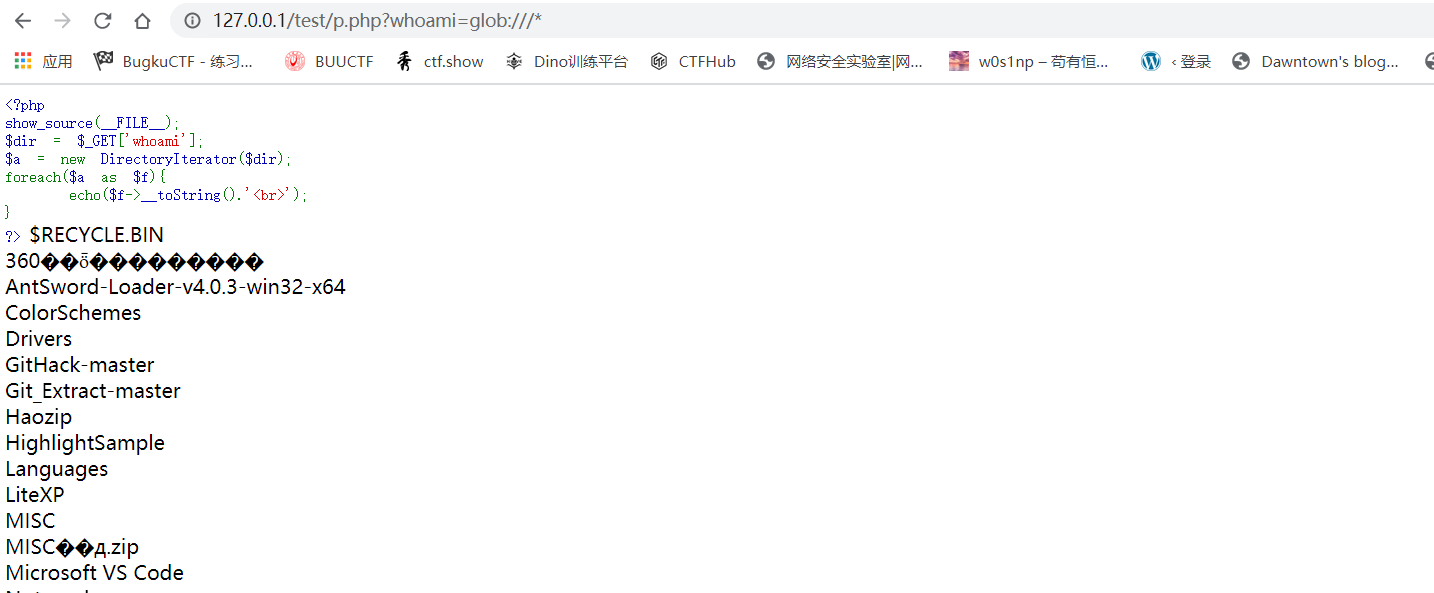 127.0.0.1/test/p.php?whoami=glob:///*
应用 BugkuCTF - 练习... BUUCTF ctf.show Dino训练平台 CTFHub 网络安全实验室|网... w0s1np – 苟有恒... ‹ 登录 Dawntown's blog...
<?php
show_source(__FILE__);
$dir = $_GET['whoami'];
$a = new DirectoryIterator($dir);
foreach($a as $f){
echo($f->__toString().'<br>');
}
?> $RECYCLE.BIN
360��ȫ���������
AntSword-Loader-v4.0.3-win32-x64
ColorSchemes
Drivers
GitHack-master
Git_Extract-master
Haozip
HighlightSample
Languages
LiteXP
MISC
MISC��д.zip
Microsoft VS Code